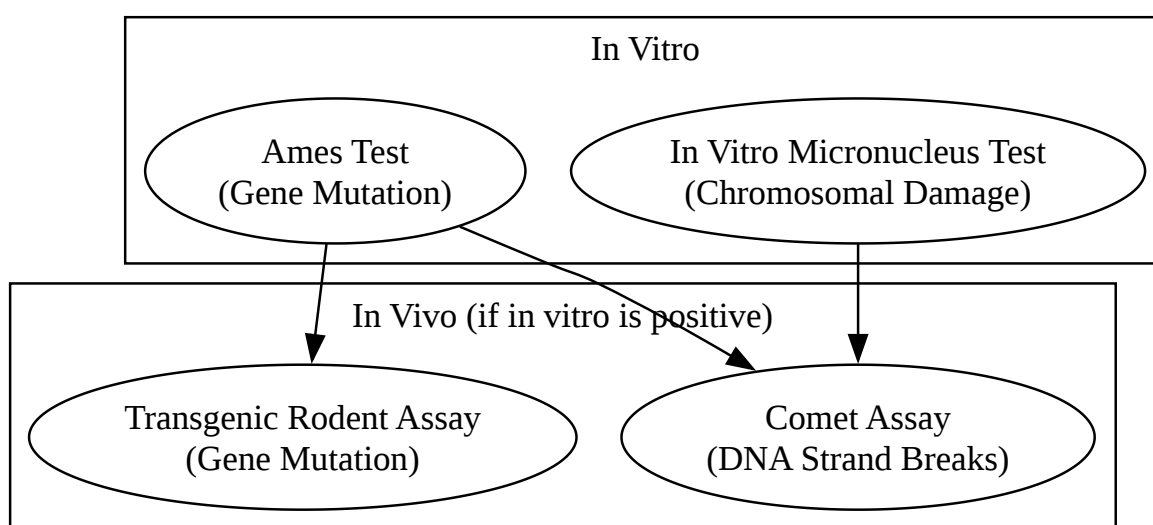 In Vitro
Ames Test
(Gene Mutation)
In Vitro Micronucleus Test
(Chromosomal Damage)
In Vivo (if in vitro is positive)
Transgenic Rodent Assay
(Gene Mutation)
Comet Assay
(DNA Strand Breaks)